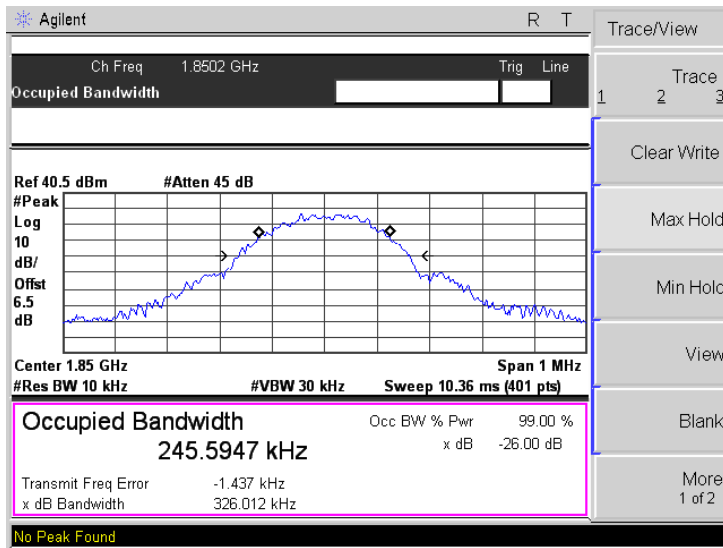 Agilent R T
Trace/View
Ch Freq 1.8502 GHz Trig Line
Occupied Bandwidth
Trace
1 2 3
Clear Write
Ref 40.5 dBm #Atten 45 dB
#Peak
Log
10
dB/
Offst
6.5
dB
Max Hold
Min Hold
View
Center 1.85 GHz Span 1 MHz
#Res BW 10 kHz #VBW 30 kHz Sweep 10.36 ms (401 pts)
Blank
Occupied Bandwidth
245.5947 kHz
Occ BW % Pwr 99.00 %
x dB -26.00 dB
Transmit Freq Error -1.437 kHz
x dB Bandwidth 326.012 kHz
More
1 of 2
No Peak Found